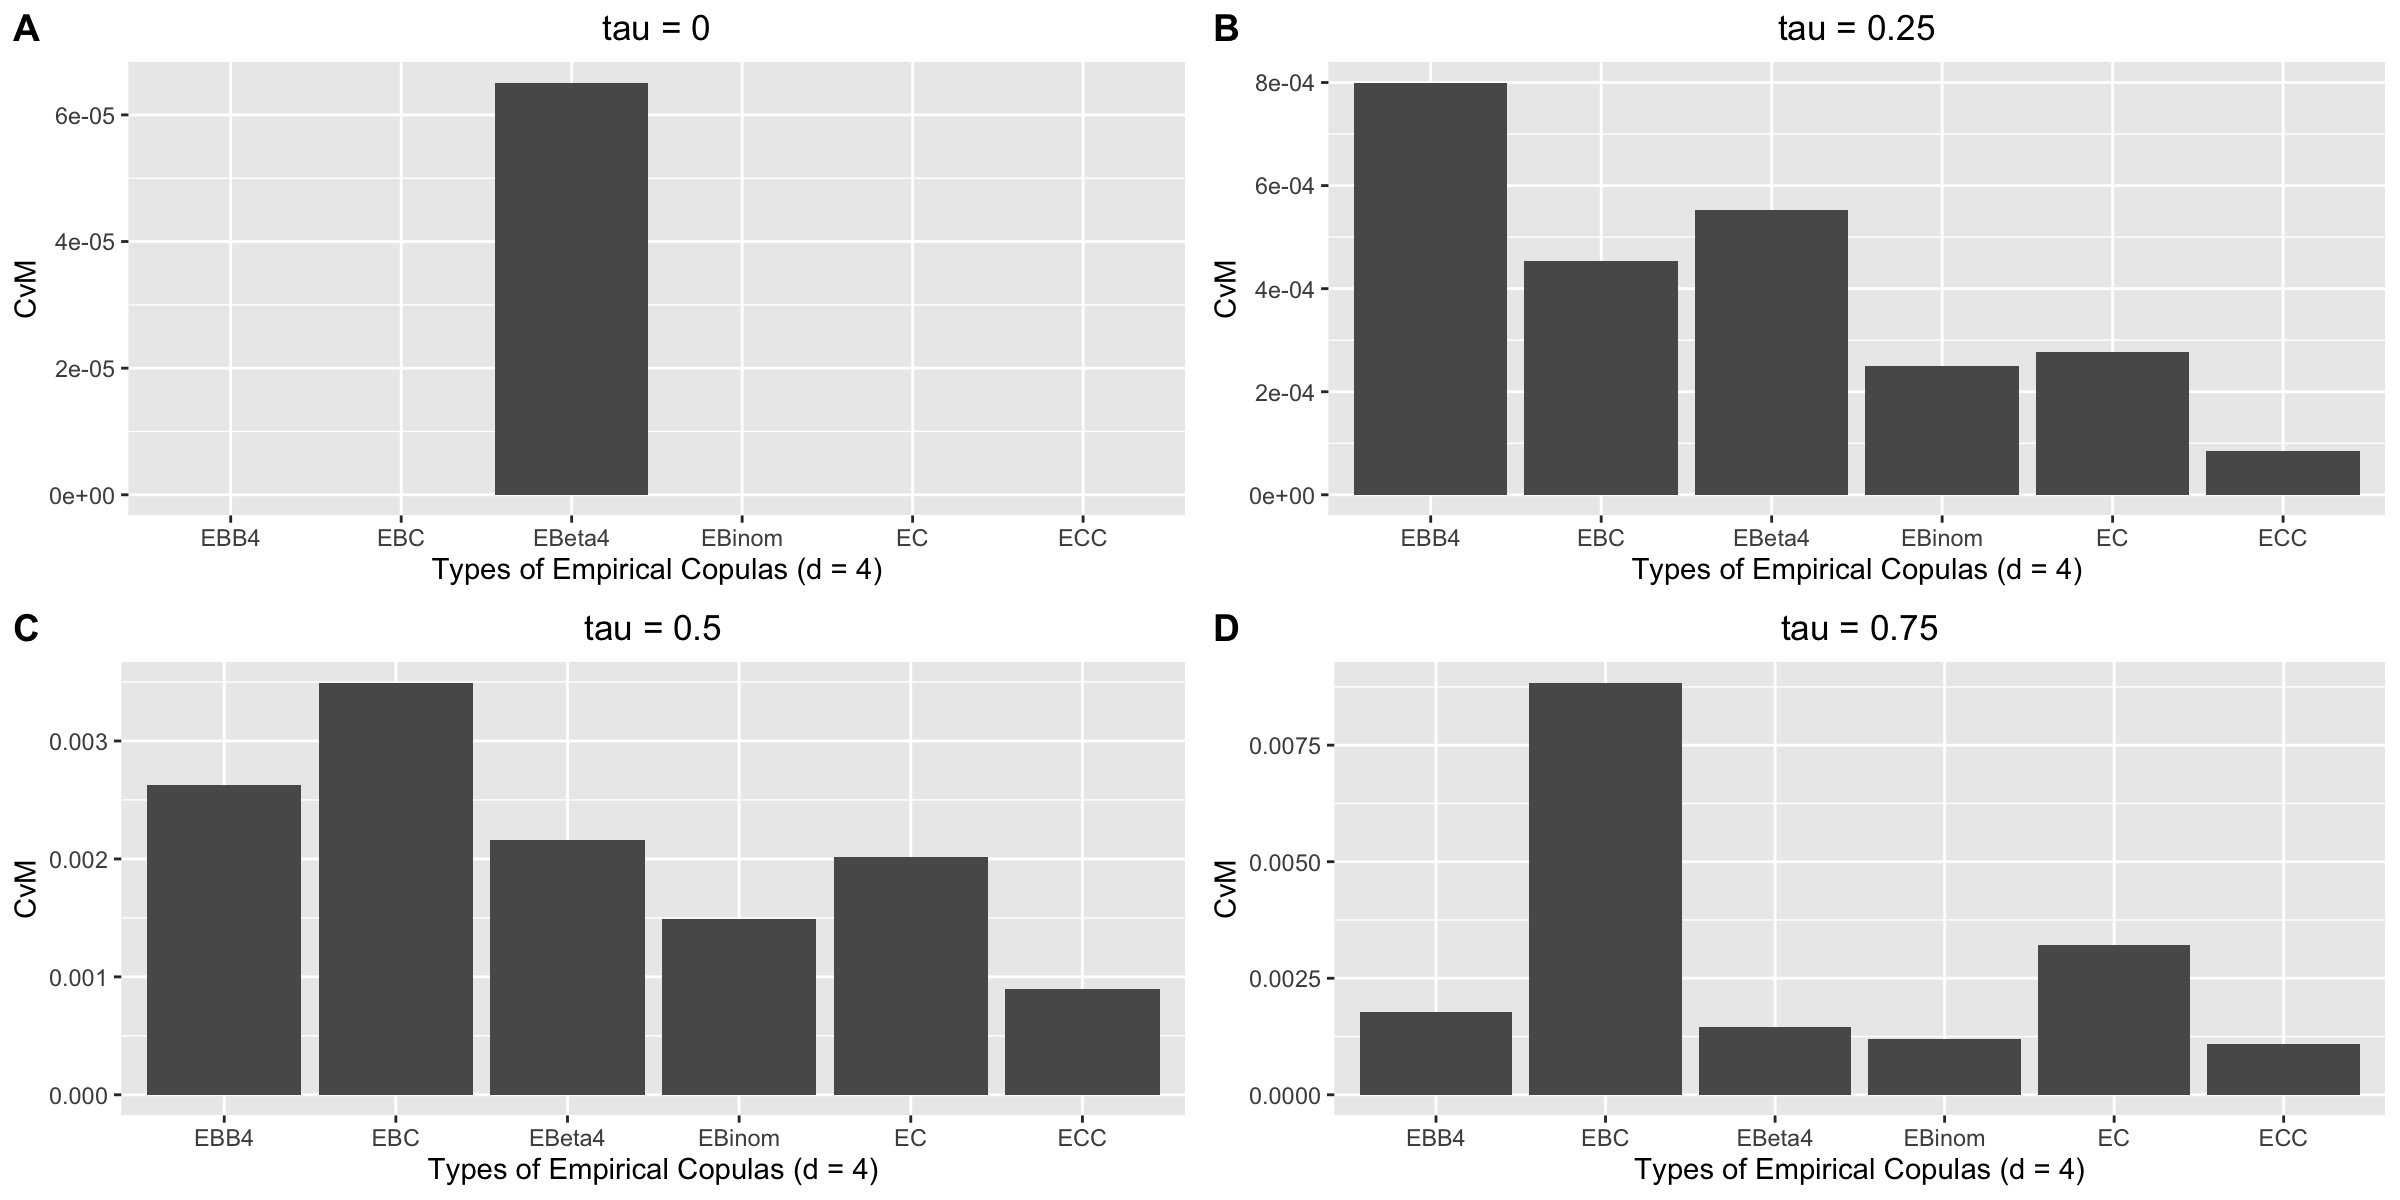 A
tau = 0
CvM
6e-05
4e-05
2e-05
0e+00
EBB4 EBC EBeta4 EBinom EC ECC
Types of Empirical Copulas (d = 4)
B
tau = 0.25
CvM
8e-04
6e-04
4e-04
2e-04
0e+00
EBB4 EBC EBeta4 EBinom EC ECC
Types of Empirical Copulas (d = 4)
C
tau = 0.5
CvM
0.003
0.002
0.001
0.000
EBB4 EBC EBeta4 EBinom EC ECC
Types of Empirical Copulas (d = 4)
D
tau = 0.75
CvM
0.0075
0.0050
0.0025
0.0000
EBB4 EBC EBeta4 EBinom EC ECC
Types of Empirical Copulas (d = 4)